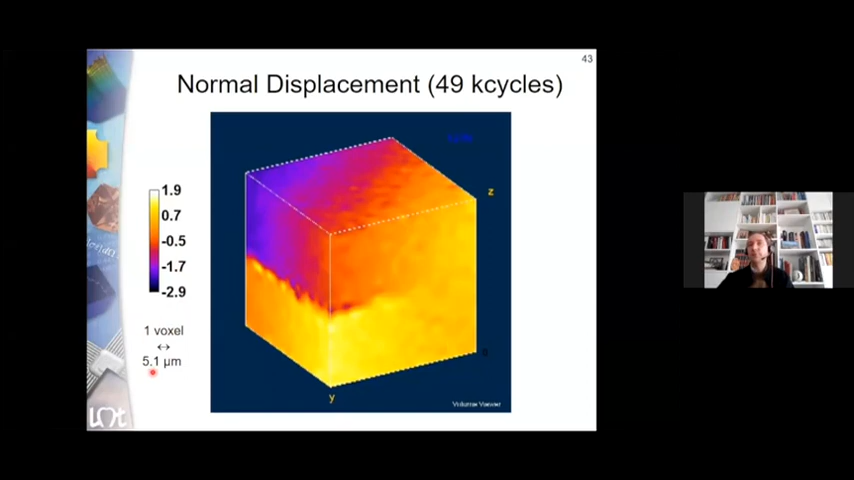 43
Normal Displacement (49 kcycles)
z
1.9
0.7
-0.5
-1.7
-2.9
1 voxel
↔
5.1 µm
y
Volume Viewer